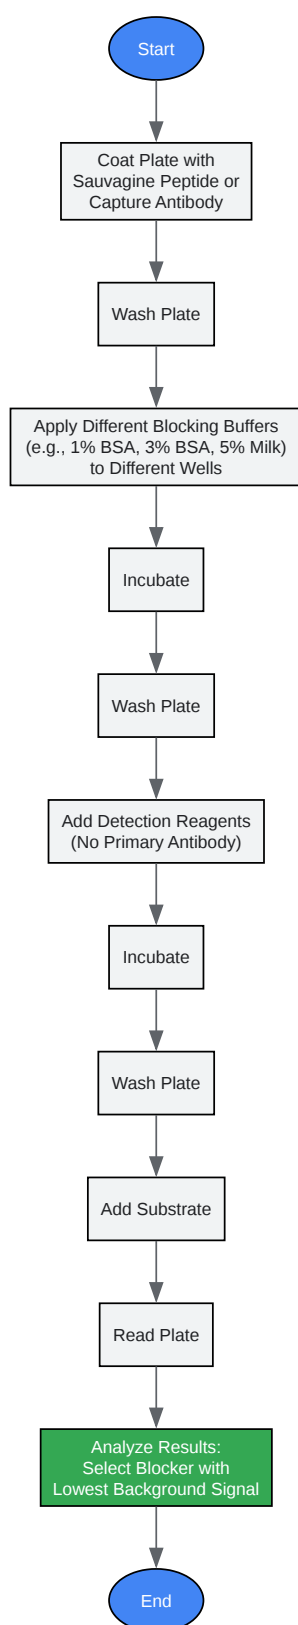 Start
Coat Plate with
Sauvagine Peptide or
Capture Antibody
Wash Plate
Apply Different Blocking Buffers
(e.g., 1% BSA, 3% BSA, 5% Milk)
to Different Wells
Incubate
Wash Plate
Add Detection Reagents
(No Primary Antibody)
Incubate
Wash Plate
Add Substrate
Read Plate
Analyze Results:
Select Blocker with
Lowest Background Signal
End